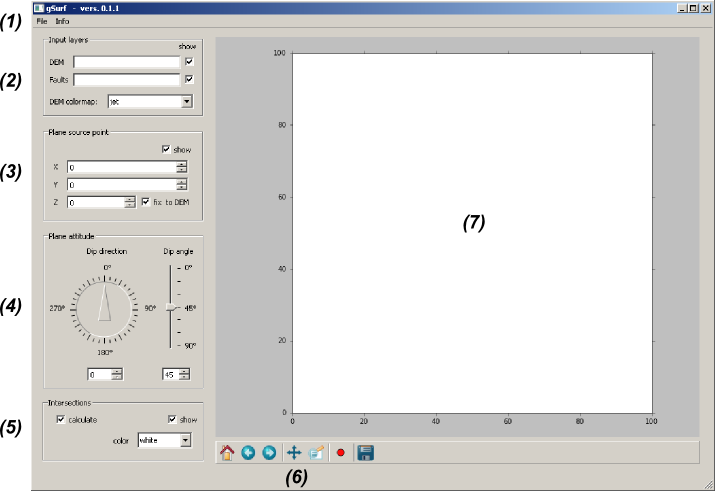 gSurf - vers. 0.1.1
(1)
File Info
Input layers
show
DEM
(2)
Faults
DEM colormap: jet
Plane source point
show
(3)
X 0
Y 0
Z 0 fix to DEM
Plane attitude
Dip direction Dip angle
0° 0°
(4)
270° 90° 45°
180° 90°
0 45
Intersections
calculate show
(5)
color white
100
80
60
40
20
0
0 20 40 60 80 100
(7)
(6)